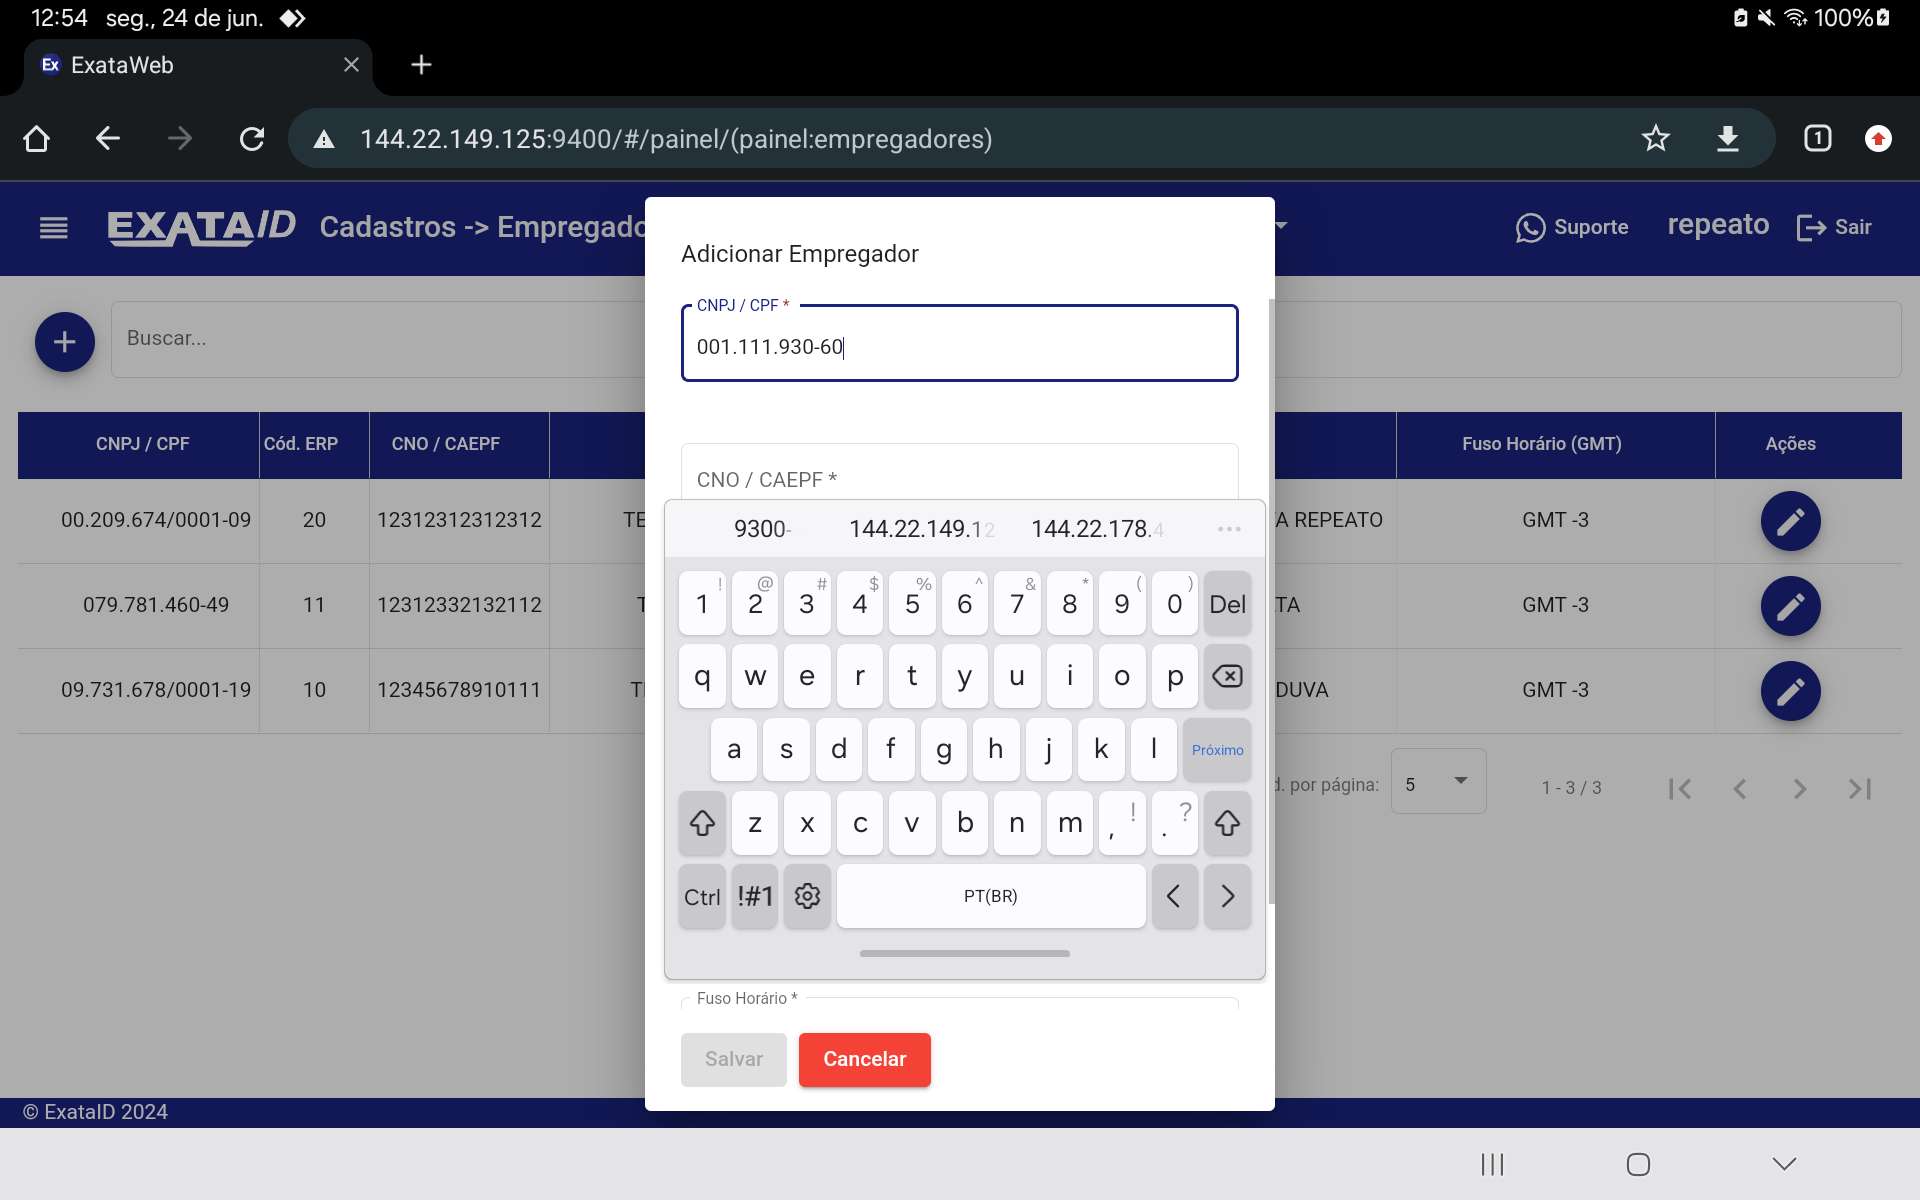 12:54 seg., 24 de jun. 100%
Ex ExataWeb
144.22.149.125:9400/#/painel/(painel:empregadores) 1
EXATAID Cadastros -> Empregado Suporte repeato Sair
Adicionar Empregador
CNPJ / CPF *
001.111.930-60
Buscar...
CNPJ / CPF Cód. ERP CNO / CAEPF Fuso Horário (GMT) Ações
CNO / CAEPF *
00.209.674/0001-09 20 12312312312312 TE A REPEATO GMT -3
079.781.460-49 11 12312332132112 T TA GMT -3
09.731.678/0001-19 10 12345678910111 T DUVA GMT -3
d. por página: 5 1 - 3 / 3
9300- 144.22.149.12 144.22.178.4 ...
! @ # $ % ^ & * ( )
1 2 3 4 5 6 7 8 9 0 Del
q w e r t y u i o p
a s d f g h j k l Próximo
z x c v b n m , ! . ?
Ctrl !#1 PT(BR) < >
Fuso Horário *
Salvar Cancelar
© ExataID 2024